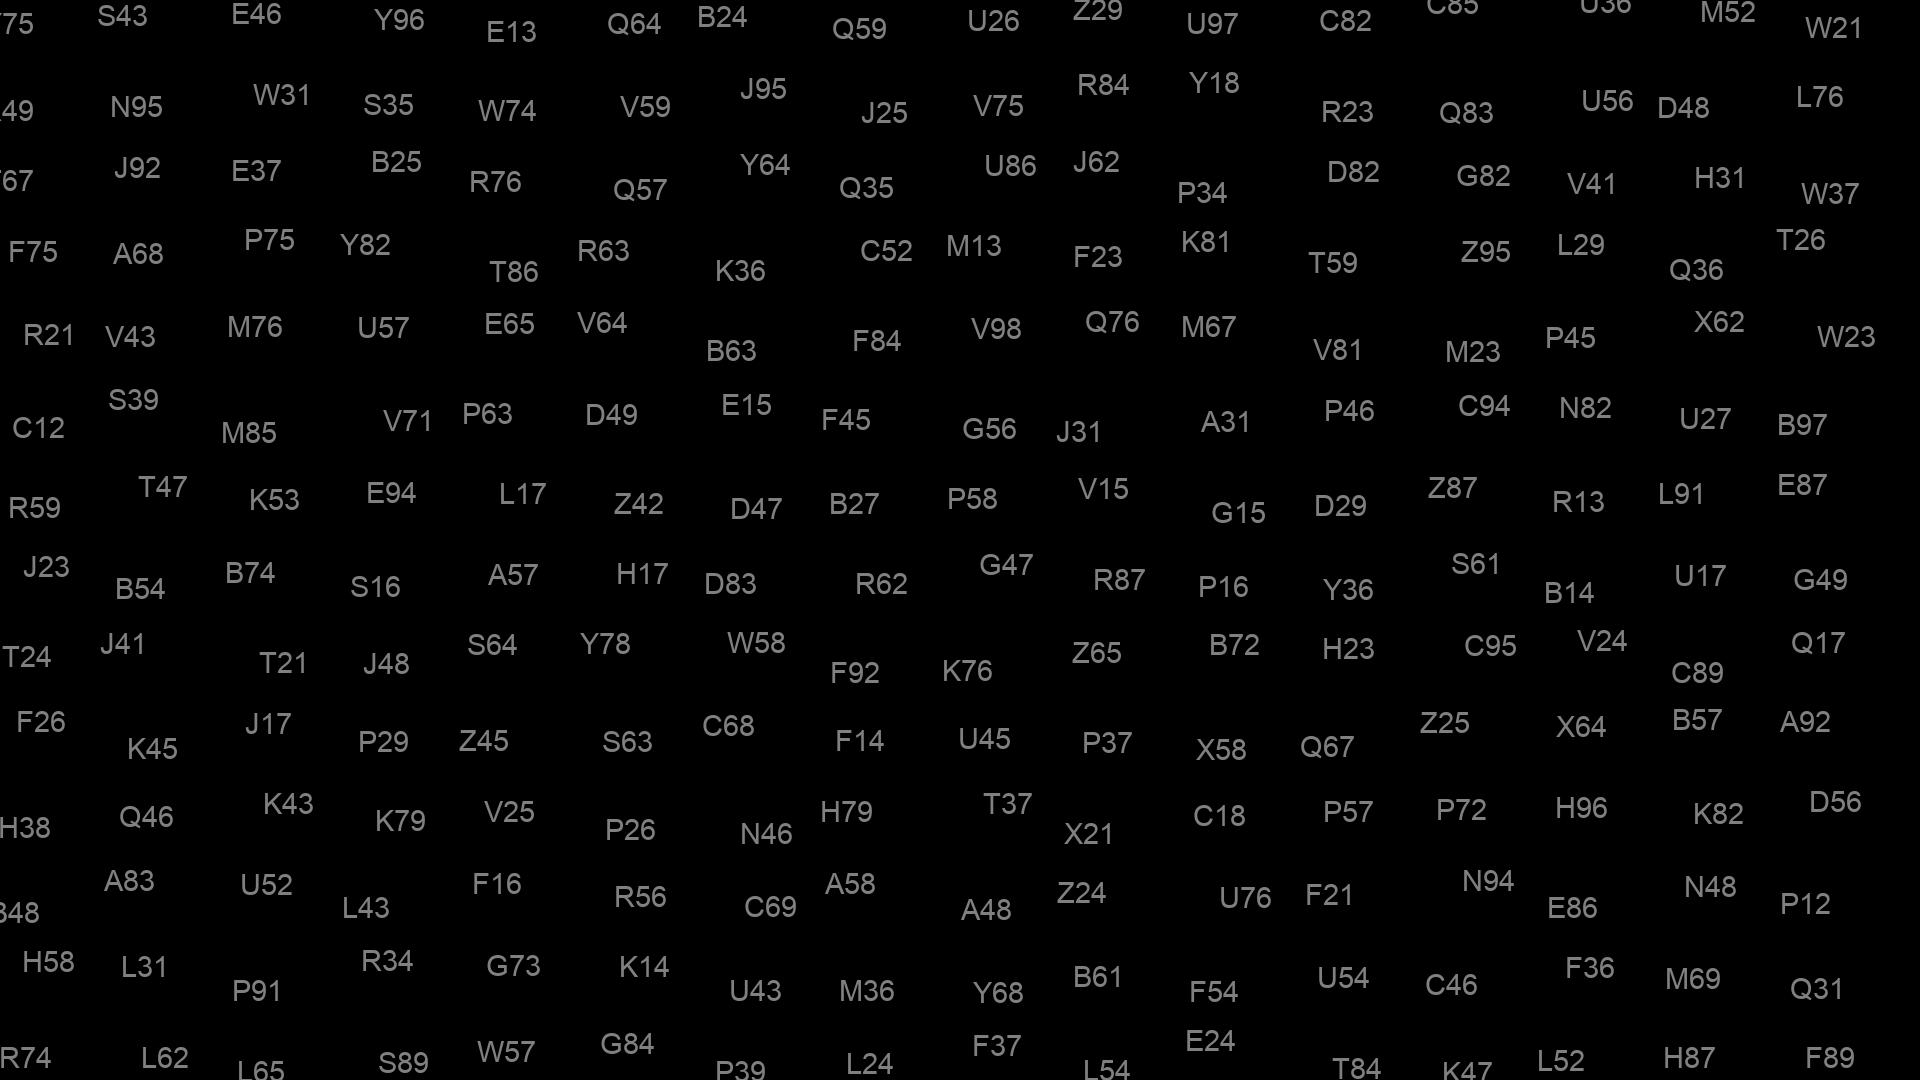 75 S43 E46 Y96 E13 Q64 B24 Q59 U26 Z29 U97 C82 C85 U36 M52 W21
49 N95 W31 S35 W74 V59 J95 J25 V75 R84 Y18 R23 Q83 U56 D48 L76
67 J92 E37 B25 R76 Q57 Y64 Q35 U86 J62 P34 D82 G82 V41 H31 W37
F75 A68 P75 Y82 T86 R63 K36 C52 M13 F23 K81 T59 Z95 L29 Q36 T26
R21 V43 M76 U57 E65 V64 B63 F84 V98 Q76 M67 V81 M23 P45 X62 W23
C12 S39 M85 V71 P63 D49 E15 F45 G56 J31 A31 P46 C94 N82 U27 B97
R59 T47 K53 E94 L17 Z42 D47 B27 P58 V15 G15 D29 Z87 R13 L91 E87
J23 B54 B74 S16 A57 H17 D83 R62 G47 R87 P16 Y36 S61 B14 U17 G49
T24 J41 T21 J48 S64 Y78 W58 F92 K76 Z65 B72 H23 C95 V24 C89 Q17
F26 K45 J17 P29 Z45 S63 C68 F14 U45 P37 X58 Q67 Z25 X64 B57 A92
H38 Q46 K43 K79 V25 P26 N46 H79 T37 X21 C18 P57 P72 H96 K82 D56
B48 A83 U52 L43 F16 R56 C69 A58 A48 Z24 U76 F21 N94 E86 N48 P12
H58 L31 P91 R34 G73 K14 U43 M36 Y68 B61 F54 U54 C46 F36 M69 Q31
R74 L62 L65 S89 W57 G84 P39 L24 F37 L54 E24 T84 K47 L52 H87 F89